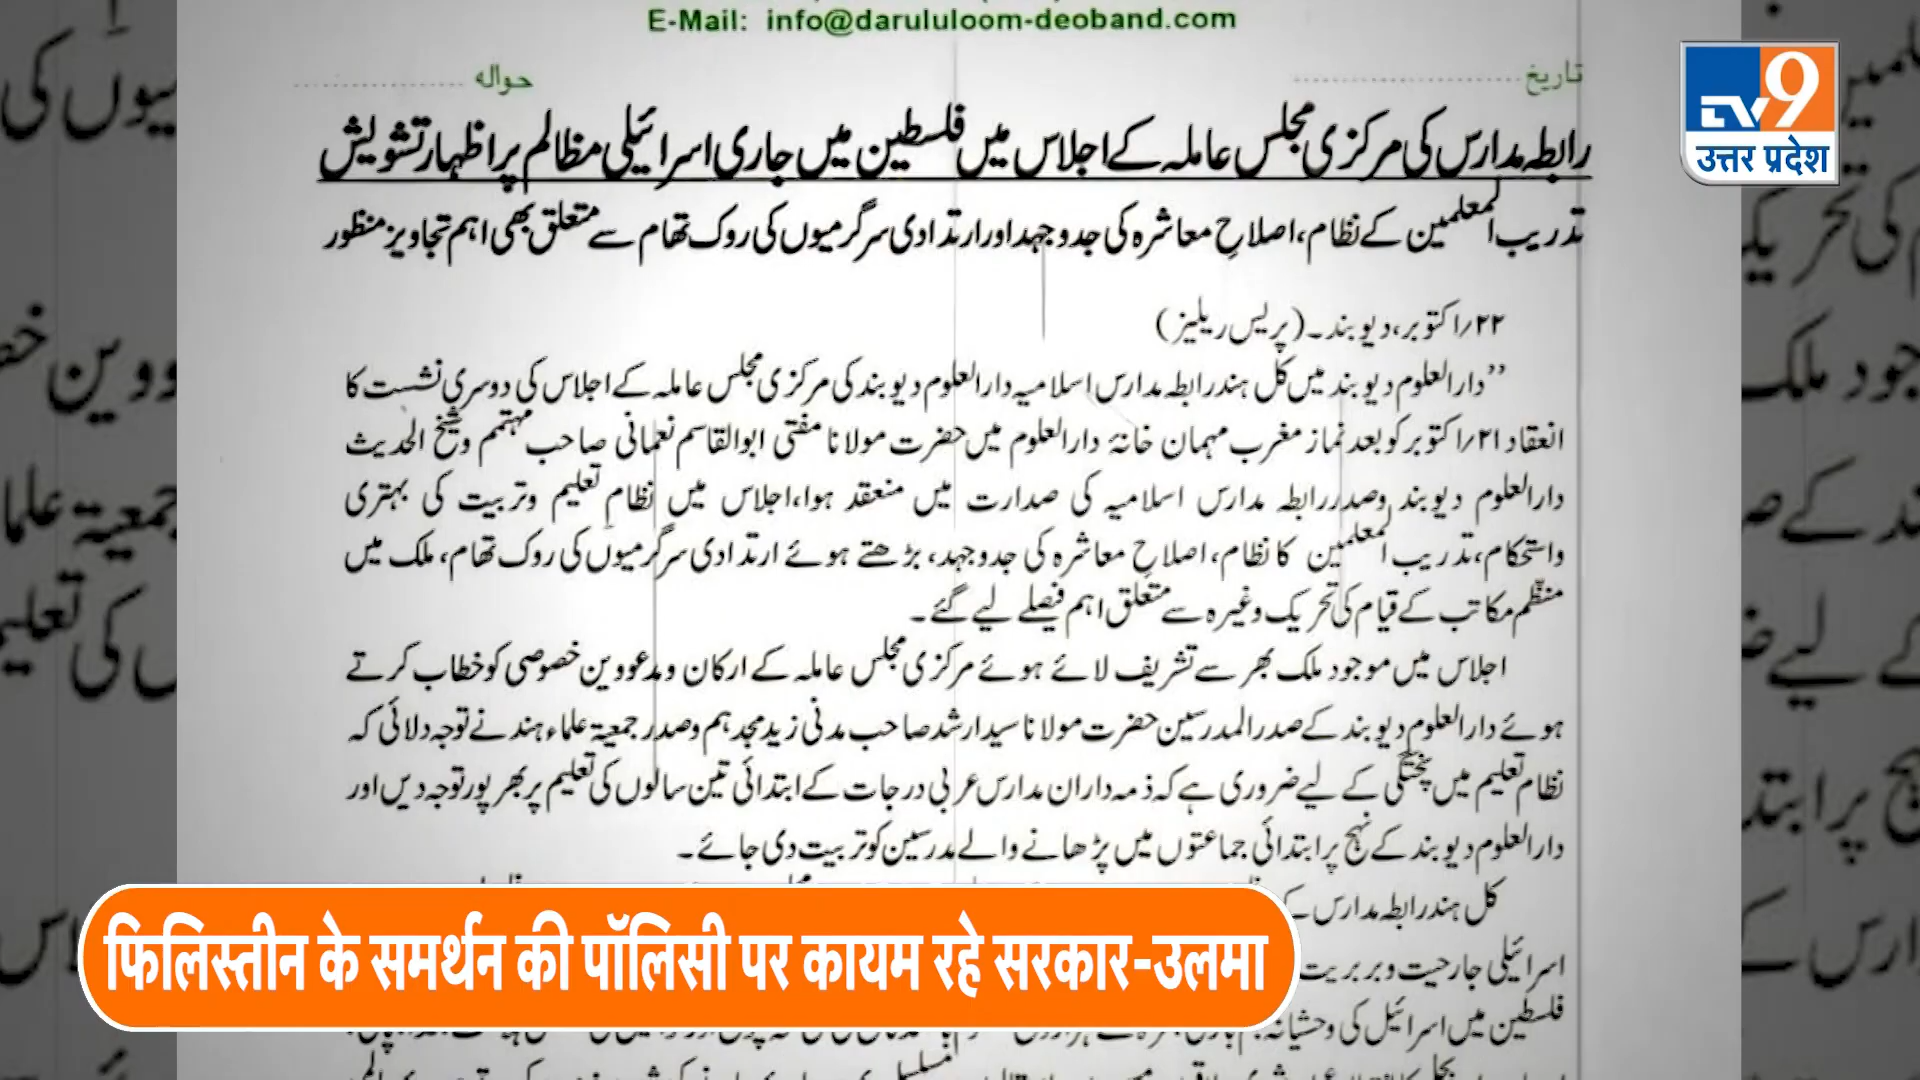 E-Mail: info@darululoom-deoband.com
تاریخ ........................ حوالہ ..................
TV9
उत्तर प्रदेश
رابطہ مدارس کی مرکزی مجلس عاملہ کے اجلاس میں فلسطین میں جاری اسرائیلی مظالم پر اظہار تشویش
تدریب المعلمین کے نظام، اصلاحِ معاشرہ کی جدوجہد اور ارتدادی سرگرمیوں کی روک تھام سے متعلق بھی اہم تجاویز منظور
۲۲؍اکتوبر، دیوبند۔ (پریس ریلیز)
”دارالعلوم دیوبند میں کل ہند رابطہ مدارس اسلامیہ دارالعلوم دیوبند کی مرکزی مجلس عاملہ کے اجلاس کی دوسری نشست کا
انعقاد ۲۱؍اکتوبر کو بعد نماز مغرب مہمان خانۂ دارالعلوم میں حضرت مولانا مفتی ابوالقاسم نعمانی صاحب مہتمم وشیخ الحدیث
دارالعلوم دیوبند وصدر رابطہ مدارس اسلامیہ کی صدارت میں منعقد ہوا، اجلاس میں نظامِ تعلیم وتربیت کی بہتری
واستحکام، تدریب المعلمین کا نظام، اصلاحِ معاشرہ کی جدوجہد، بڑھتے ہوئے ارتدادی سرگرمیوں کی روک تھام، ملک میں
منظّم مکاتب کے قیام کی تحریک وغیرہ سے متعلق اہم فیصلے لیے گئے۔
اجلاس میں موجود ملک بھر سے تشریف لائے ہوئے مرکزی مجلس عاملہ کے ارکان ومدعووین خصوصی کو خطاب کرتے
ہوئے دارالعلوم دیوبند کے صدرالمدرسین حضرت مولانا سید ارشد صاحب مدنی زید مجدہم وصدر جمعیۃ علماء ہند نے توجہ دلائی کہ
نظام تعلیم میں پختگی کے لیے ضروری ہے کہ ذمہ داران مدارس عربی درجات کے ابتدائی تین سالوں کی تعلیم پر بھرپور توجہ دیں اور
دارالعلوم دیوبند کے نہج پر ابتدائی جماعتوں میں پڑھانے والے مدرسین کو تربیت دی جائے۔
کل ہند رابطہ مدارس کے
اسرائیلی جارحیت وبربریت
فلسطین میں اسرائیل کی وحشیانہ
फिलिस्तीन के समर्थन की पॉलिसी पर कायम रहे सरकार-उलमा